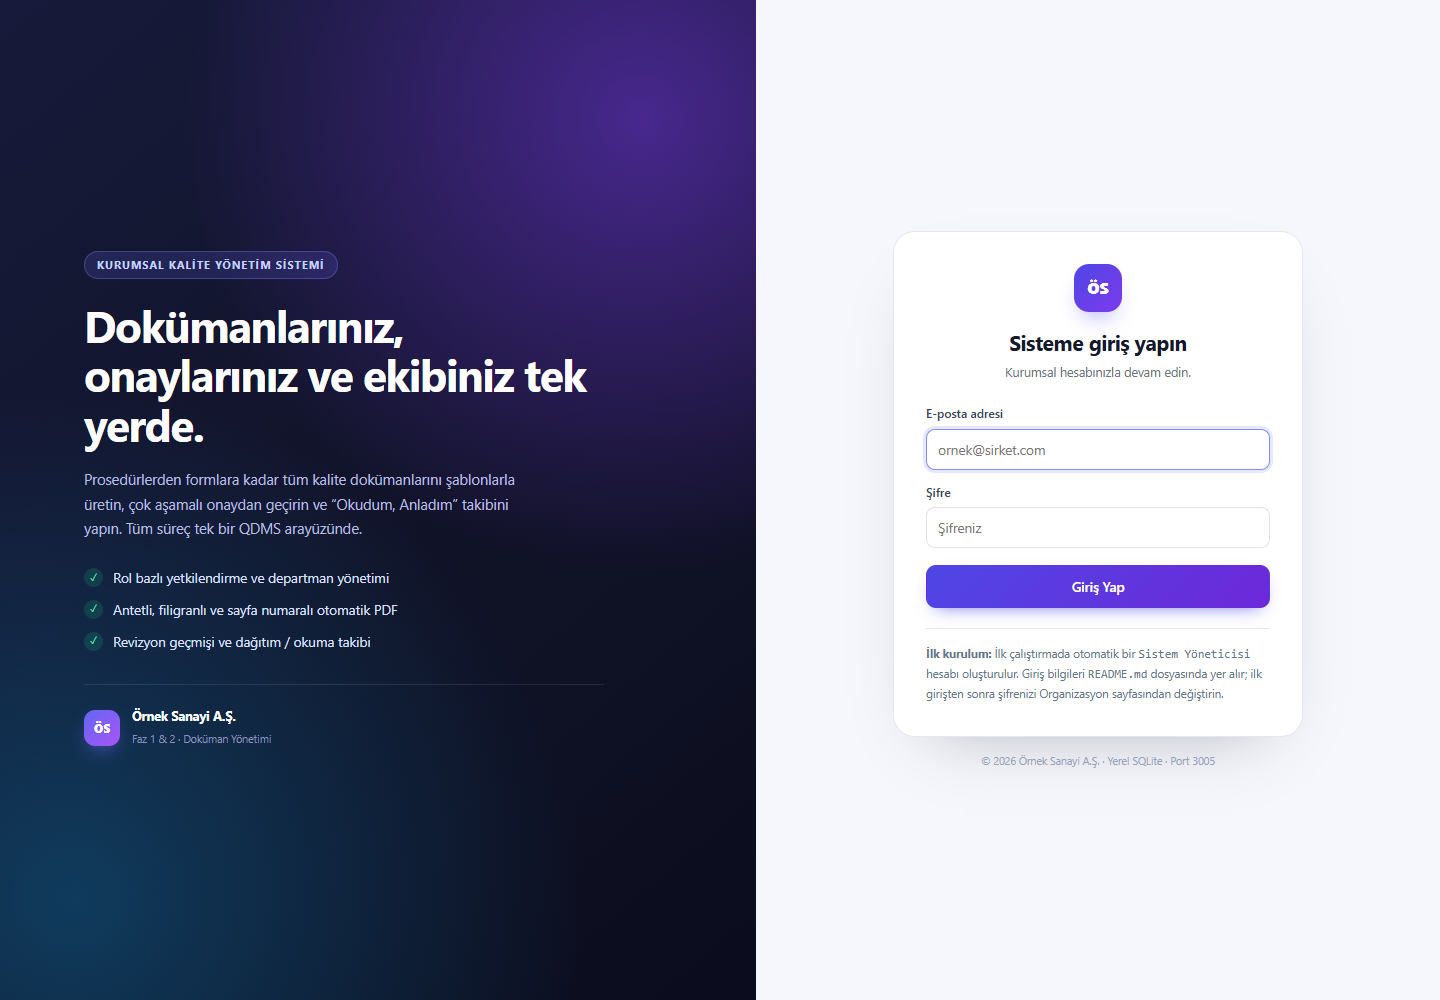 KURUMSAL KALİTE YÖNETİM SİSTEMİ
Dokümanlarınız,
onaylarınız ve ekibiniz tek
yerde.
Prosedürlerden formlara kadar tüm kalite dokümanlarını şablonlarla
üretin, çok aşamalı onaydan geçirin ve “Okudum, Anladım” takibini
yapın. Tüm süreç tek bir QDMS arayüzünde.
✓ Rol bazlı yetkilendirme ve departman yönetimi
✓ Antetli, filigranlı ve sayfa numaralı otomatik PDF
✓ Revizyon geçmişi ve dağıtım / okuma takibi
ÖS
Örnek Sanayi A.Ş.
Faz 1 & 2 · Doküman Yönetimi
ÖS
Sisteme giriş yapın
Kurumsal hesabınızla devam edin.
E-posta adresi
ornek@sirket.com
Şifre
Şifreniz
Giriş Yap
İlk kurulum: İlk çalıştırmada otomatik bir Sistem Yöneticisi
hesabı oluşturulur. Giriş bilgileri README.md dosyasında yer alır; ilk
girişten sonra şifrenizi Organizasyon sayfasından değiştirin.
© 2026 Örnek Sanayi A.Ş. · Yerel SQLite · Port 3005